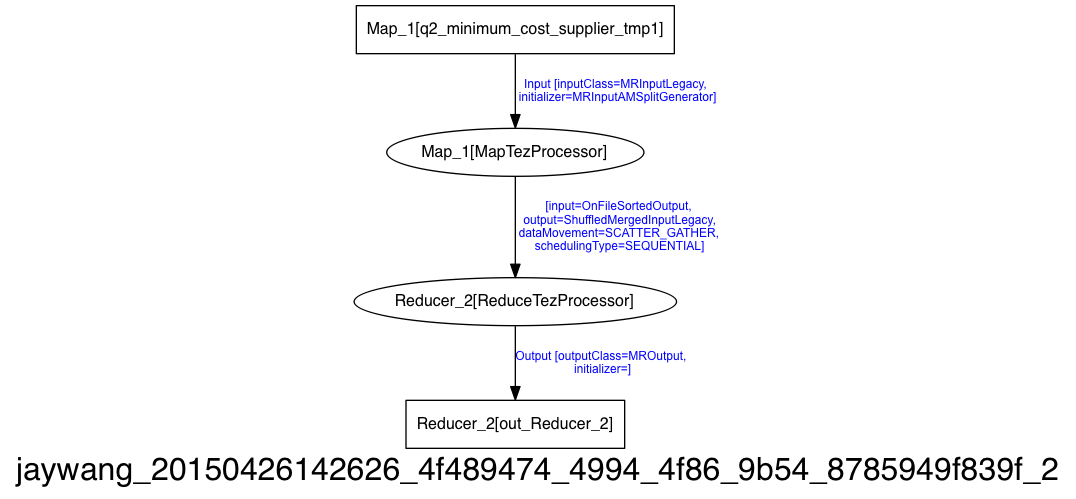 Map_1[q2_minimum_cost_supplier_tmp1]
Input [inputClass=MRInputLegacy,
initializer=MRInputAMSplitGenerator]
Map_1[MapTezProcessor]
[input=OnFileSortedOutput,
output=ShuffledMergedInputLegacy,
dataMovement=SCATTER_GATHER,
schedulingType=SEQUENTIAL]
Reducer_2[ReduceTezProcessor]
Output [outputClass=MROutput,
initializer=]
Reducer_2[out_Reducer_2]
jaywang_20150426142626_4f489474_4994_4f86_9b54_8785949f839f_2